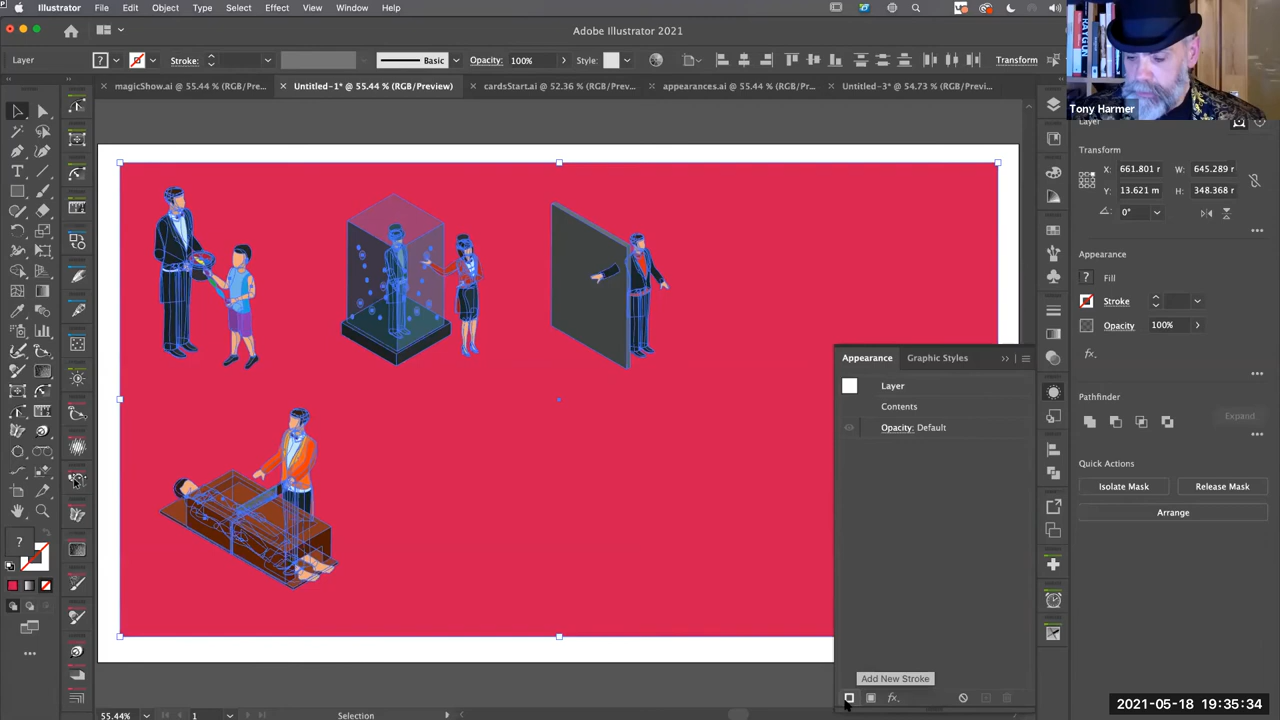 Illustrator File Edit Object Type Select Effect View Window Help
Adobe Illustrator 2021
Layer Stroke: Basic Opacity: 100% Style: Transform
magicShow.ai @ 55.44 % (RGB/Pre... Untitled-1* @ 55.44 % (RGB/Preview) cardsStart.ai @ 52.36 % (RGB/Prev... appearances.ai @ 55.44 % (RGB/Pr... Untitled-3* @ 54.73 % (RGB/Previ...
RAYGUN
Tony Harmer
Layer
Transform
X: 661.801 r W: 645.289 r
Y: 13.621 m H: 348.368 r
0°
Appearance
Fill
Stroke
Opacity 100%
fx.
Pathfinder
Expand
Quick Actions
Isolate Mask Release Mask
Arrange
Appearance Graphic Styles
Layer
Contents
Opacity: Default
Add New Stroke
fx.
55.44% 1 Selection
2021-05-18 19:35:34